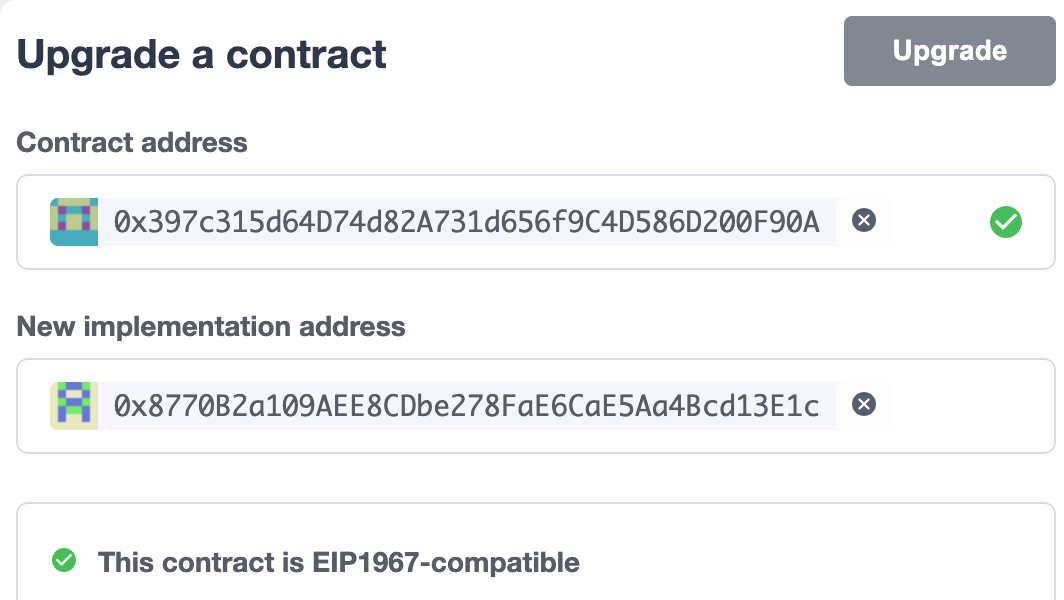 Upgrade a contract
Upgrade
Contract address
0x397c315d64D74d82A731d656f9C4D586D200F90A
New implementation address
0x8770B2a109AEE8CDbe278FaE6CaE5Aa4Bcd13E1c
This contract is EIP1967-compatible